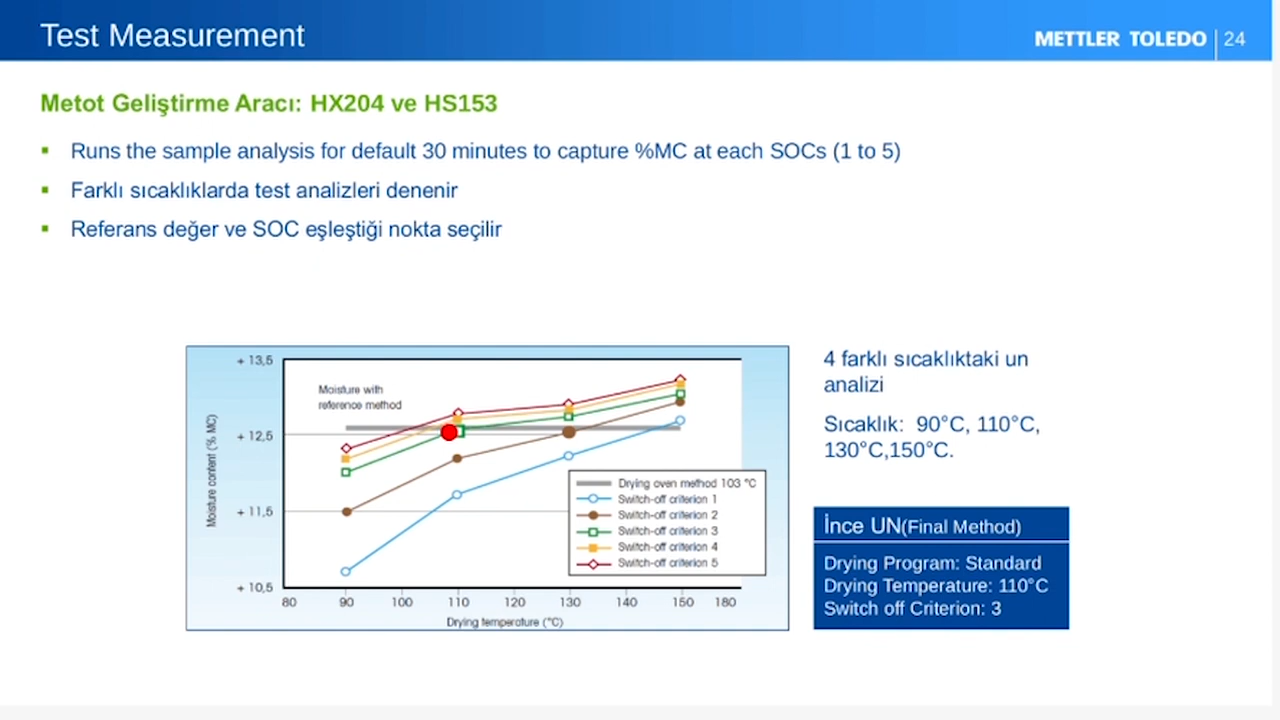 Test Measurement
METTLER TOLEDO 24
Metot Geliştirme Aracı: HX204 ve HS153
▪ Runs the sample analysis for default 30 minutes to capture %MC at each SOCs (1 to 5)
▪ Farklı sıcaklıklarda test analizleri denenir
▪ Referans değer ve SOC eşleştiği nokta seçilir
+ 13,5
+ 12,5
+ 11,5
+ 10,5
Moisture content (% MC)
Moisture with
reference method
Drying oven method 103 °C
Switch-off criterion 1
Switch-off criterion 2
Switch-off criterion 3
Switch-off criterion 4
Switch-off criterion 5
80 90 100 110 120 130 140 150 180
Drying temperature (°C)
4 farklı sıcaklıktaki un
analizi
Sıcaklık: 90°C, 110°C,
130°C,150°C.
İnce UN(Final Method)
Drying Program: Standard
Drying Temperature: 110°C
Switch off Criterion: 3